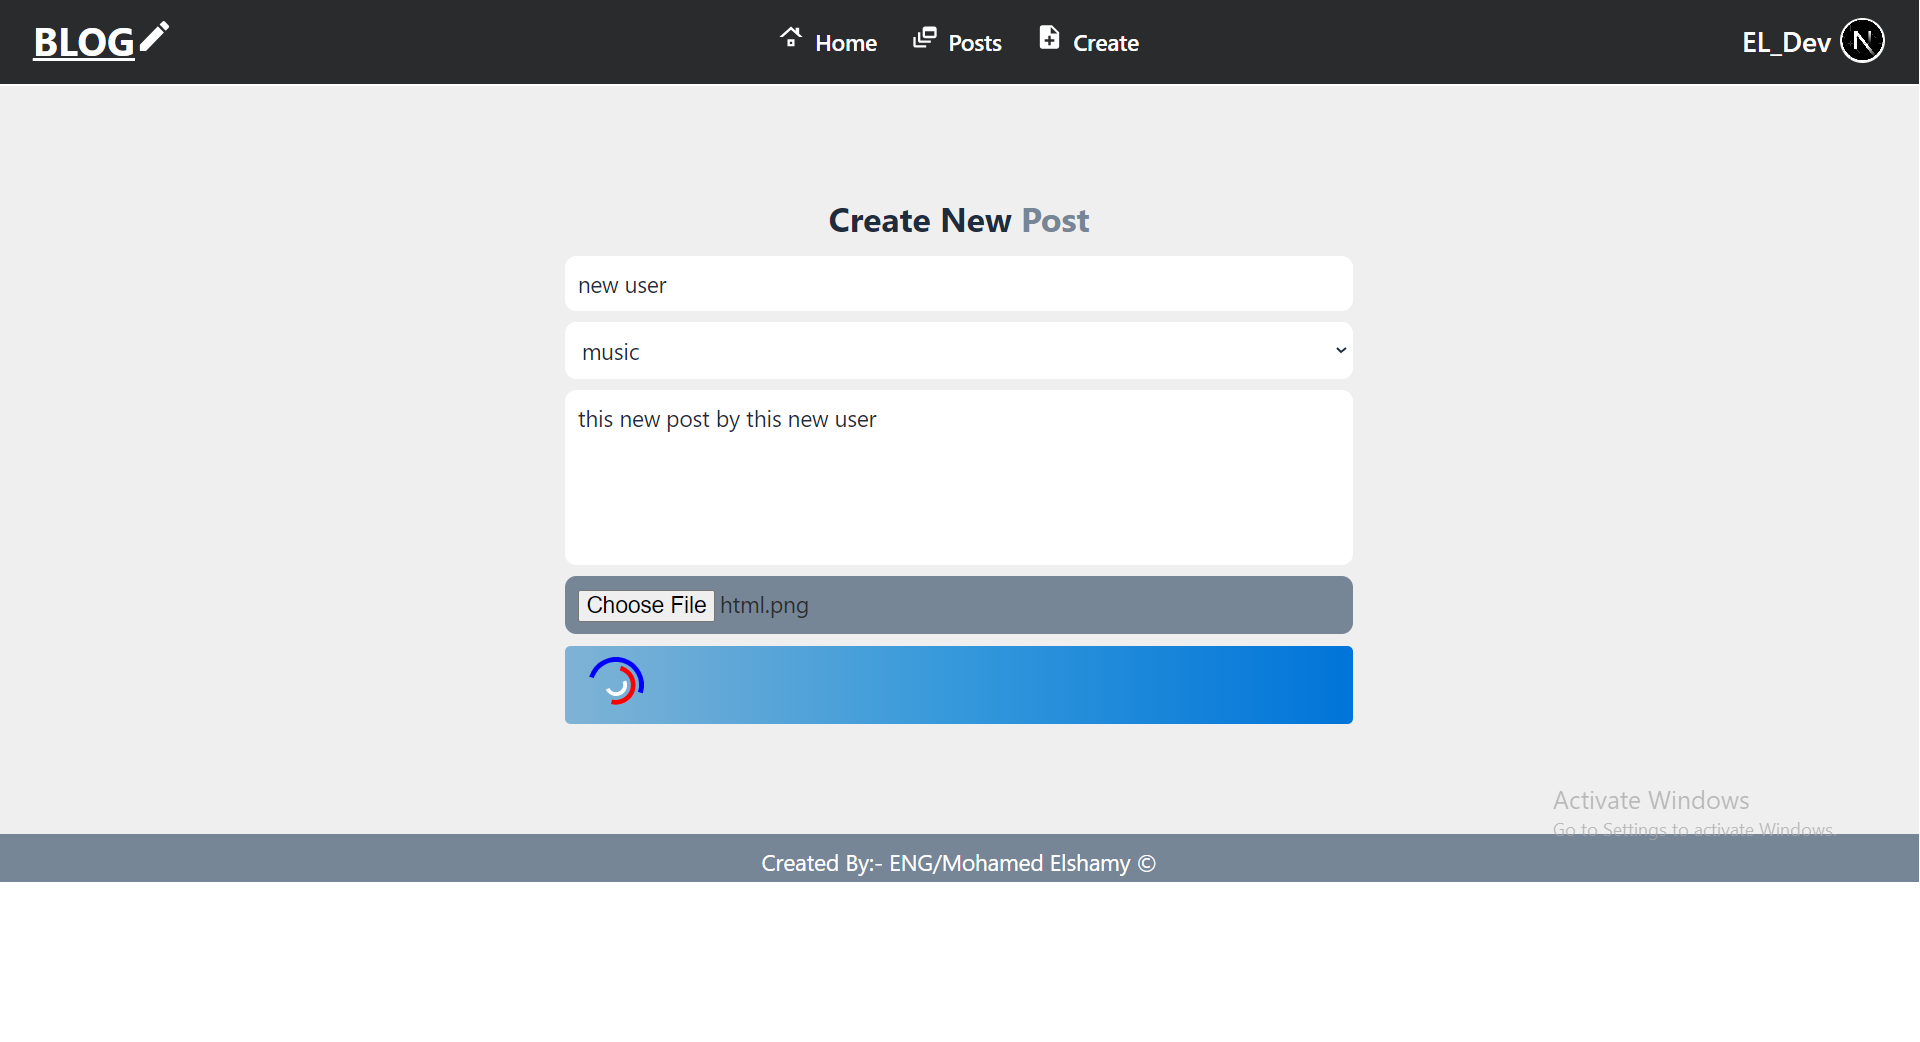 BLOG
Home
Posts
Create
EL_Dev
N
Create New Post
new user
music
this new post by this new user
Choose File html.png
Activate Windows
Go to Settings to activate Windows.
Created By:- ENG/Mohamed Elshamy ©